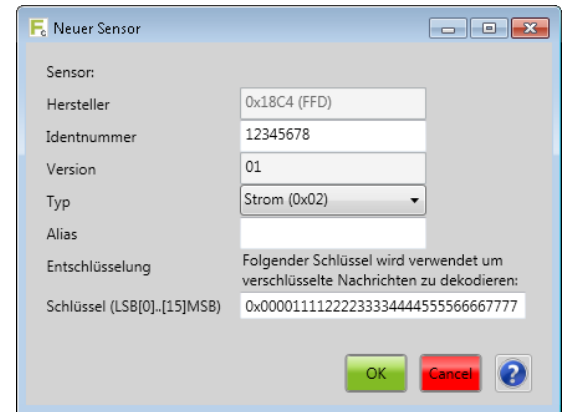 Neuer Sensor
Sensor:
Hersteller 0x18C4 (FFD)
Identnummer 12345678
Version 01
Typ Strom (0x02)
Alias
Entschlüsselung Folgender Schlüssel wird verwendet um
verschlüsselte Nachrichten zu dekodieren:
Schlüssel (LSB[0]..[15]MSB) 0x00001111222233334444555566667777
OK Cancel ?